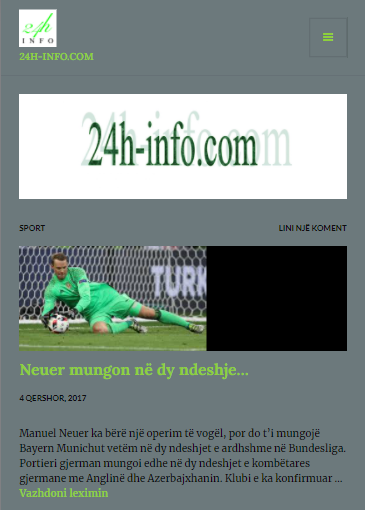 24h
INFO
24H-INFO.COM
24h-info.com
SPORT
LINI NJË KOMENT
TURK
Neuer mungon në dy ndeshje...
4 QERSHOR, 2017
Manuel Neuer ka bërë një operim të vogël, por do t’i mungojë
Bayern Munichut vetëm në dy ndeshjet e ardhshme në Bundesliga.
Portieri gjerman mungoi edhe në dy ndeshjet e kombëtares
gjermane me Anglinë dhe Azerbajxhanin. Klubi e ka konfirmuar ...
Vazhdoni leximin